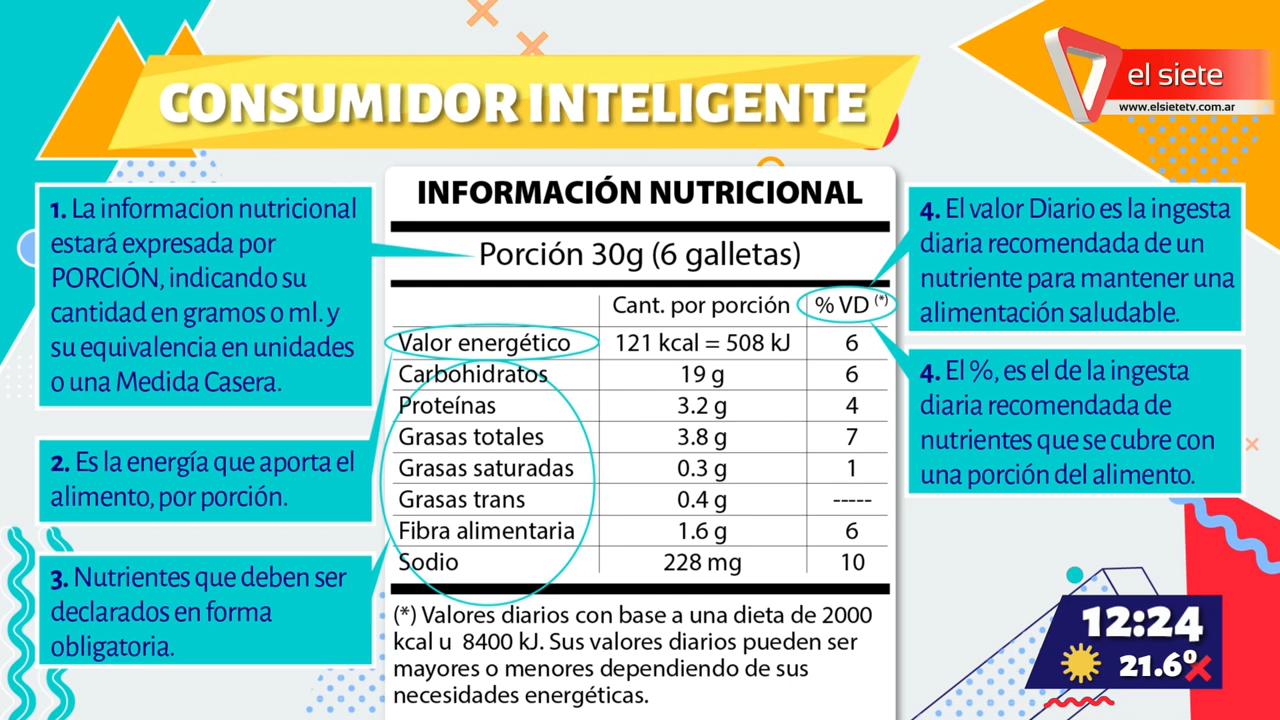 CONSUMIDOR INTELIGENTE
el siete
www.elsietetv.com.ar
1. La informacion nutricional
estará expresada por
PORCIÓN, indicando su
cantidad en gramos o ml. y
su equivalencia en unidades
o una Medida Casera.
2. Es la energía que aporta el
alimento, por porción.
3. Nutrientes que deben ser
declarados en forma
obligatoria.
INFORMACIÓN NUTRICIONAL
Porción 30g (6 galletas)
Cant. por porción % VD (*)
Valor energético 121 kcal = 508 kJ 6
Carbohidratos 19 g 6
Proteínas 3.2 g 4
Grasas totales 3.8 g 7
Grasas saturadas 0.3 g 1
Grasas trans 0.4 g -----
Fibra alimentaria 1.6 g 6
Sodio 228 mg 10
(*) Valores diarios con base a una dieta de 2000
kcal u 8400 kJ. Sus valores diarios pueden ser
mayores o menores dependiendo de sus
necesidades energéticas.
4. El valor Diario es la ingesta
diaria recomendada de un
nutriente para mantener una
alimentación saludable.
4. El %, es el de la ingesta
diaria recomendada de
nutrientes que se cubre con
una porción del alimento.
12:24
21.6º